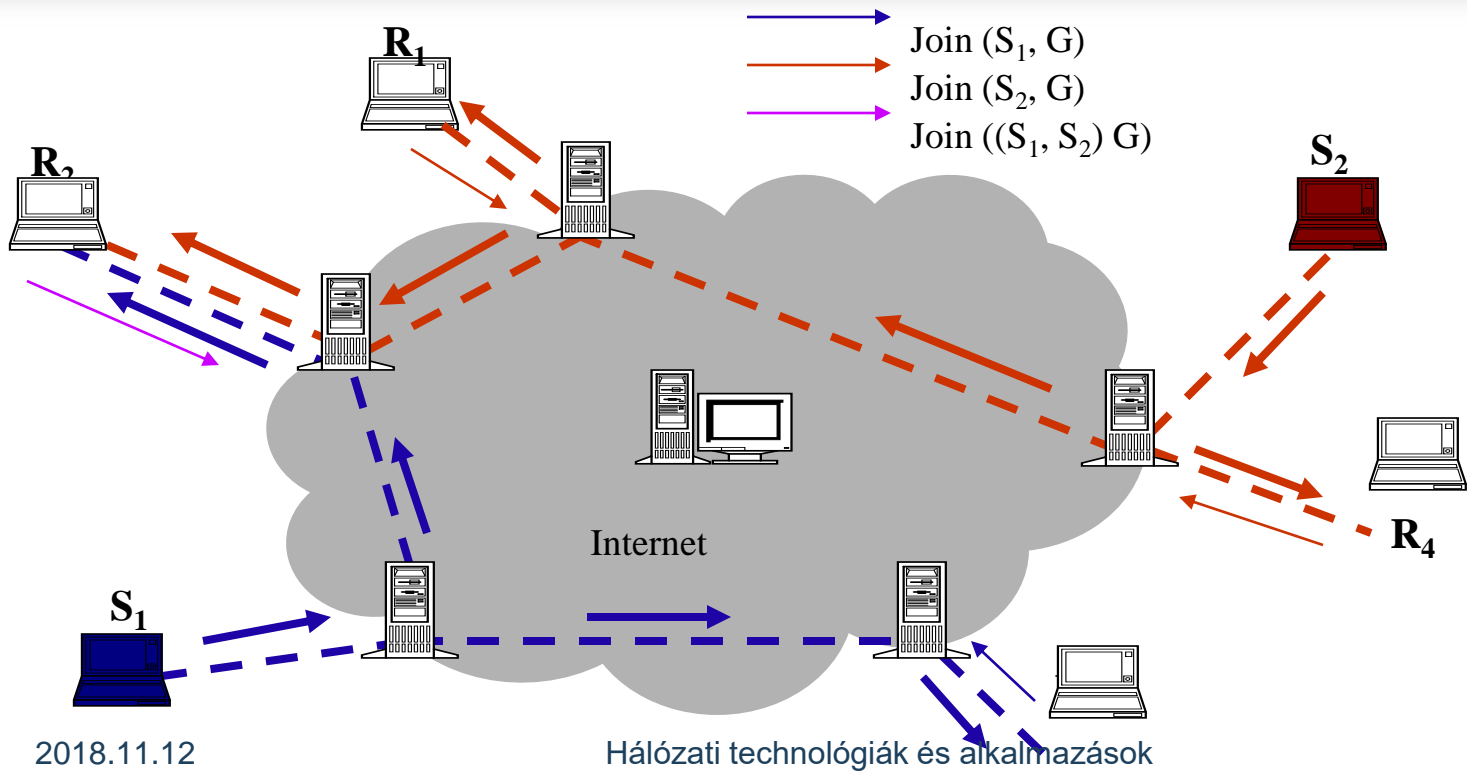 R₁
Join (S₁, G)
Join (S₂, G)
Join ((S₁, S₂) G)
R₂
S₂
Internet
R₄
S₁
2018.11.12
Hálózati technológiák és alkalmazások